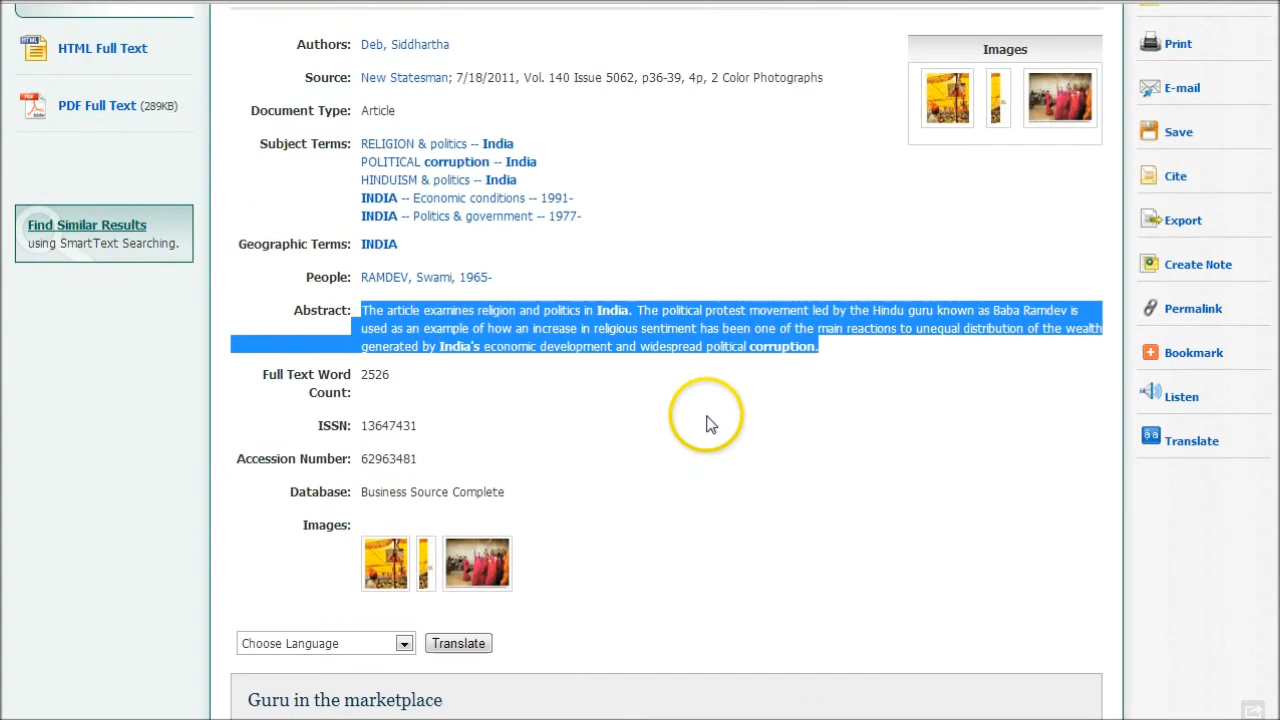 HTML Full Text
PDF Full Text (289KB)
Find Similar Results
using SmartText Searching.
Authors: Deb, Siddhartha
Source: New Statesman; 7/18/2011, Vol. 140 Issue 5062, p36-39, 4p, 2 Color Photographs
Document Type: Article
Subject Terms: RELIGION & politics -- India
POLITICAL corruption -- India
HINDUISM & politics -- India
INDIA -- Economic conditions -- 1991-
INDIA -- Politics & government -- 1977-
Geographic Terms: INDIA
People: RAMDEV, Swami, 1965-
Abstract: The article examines religion and politics in India. The political protest movement led by the Hindu guru known as Baba Ramdev is
used as an example of how an increase in religious sentiment has been one of the main reactions to unequal distribution of the wealth
generated by India's economic development and widespread political corruption.
Full Text Word 2526
Count:
ISSN: 13647431
Accession Number: 62963481
Database: Business Source Complete
Images:
Choose Language Translate
Guru in the marketplace
Images
Print
E-mail
Save
Cite
Export
Create Note
Permalink
Bookmark
Listen
Translate